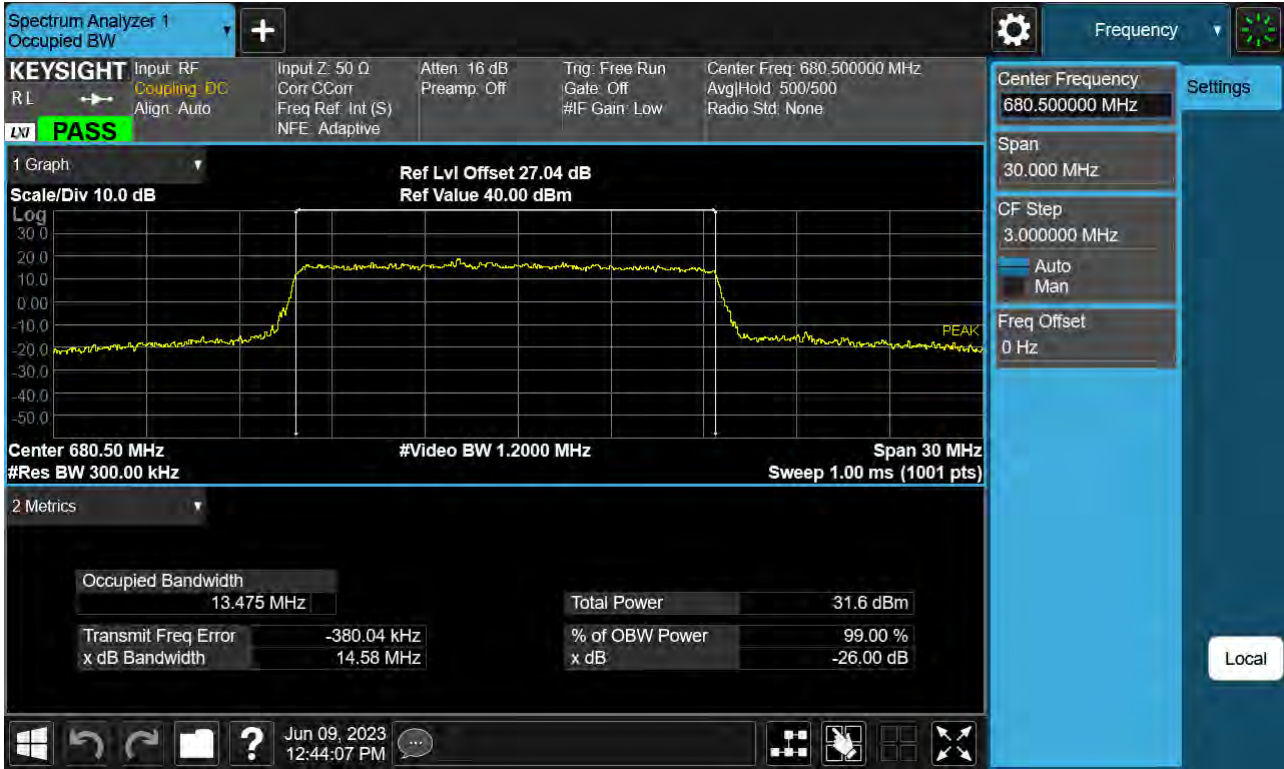 Spectrum Analyzer 1
Occupied BW
Frequency
KEYSIGHT
RL
LXI
PASS
Input: RF
Coupling: DC
Align: Auto
Input Z: 50 Ω
Corr CCorr
Freq Ref: Int (S)
NFE: Adaptive
Atten: 16 dB
Preamp: Off
Trig: Free Run
Gate: Off
#IF Gain: Low
Center Freq: 680.500000 MHz
Avg|Hold: 500/500
Radio Std: None
1 Graph
Scale/Div 10.0 dB
Ref Lvl Offset 27.04 dB
Ref Value 40.00 dBm
Log
30.0
20.0
10.0
0.00
-10.0
-20.0
-30.0
-40.0
-50.0
PEAK
Center 680.50 MHz
#Video BW 1.2000 MHz
Span 30 MHz
#Res BW 300.00 kHz
Sweep 1.00 ms (1001 pts)
2 Metrics
Occupied Bandwidth
13.475 MHz
Total Power 31.6 dBm
Transmit Freq Error -380.04 kHz
% of OBW Power 99.00 %
x dB Bandwidth 14.58 MHz
x dB -26.00 dB
Center Frequency
680.500000 MHz
Settings
Span
30.000 MHz
CF Step
3.000000 MHz
Auto
Man
Freq Offset
0 Hz
Local
?
Jun 09, 2023
12:44:07 PM